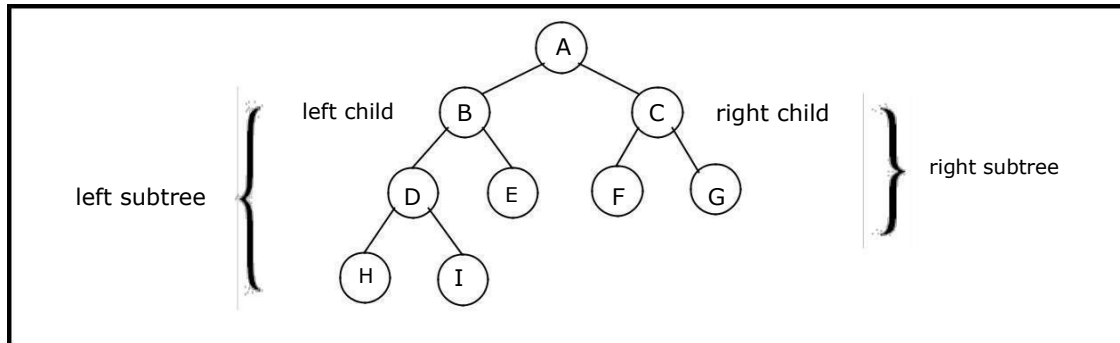 A
left child
B
C
right child
right subtree
left subtree
D
E
F
G
H
I